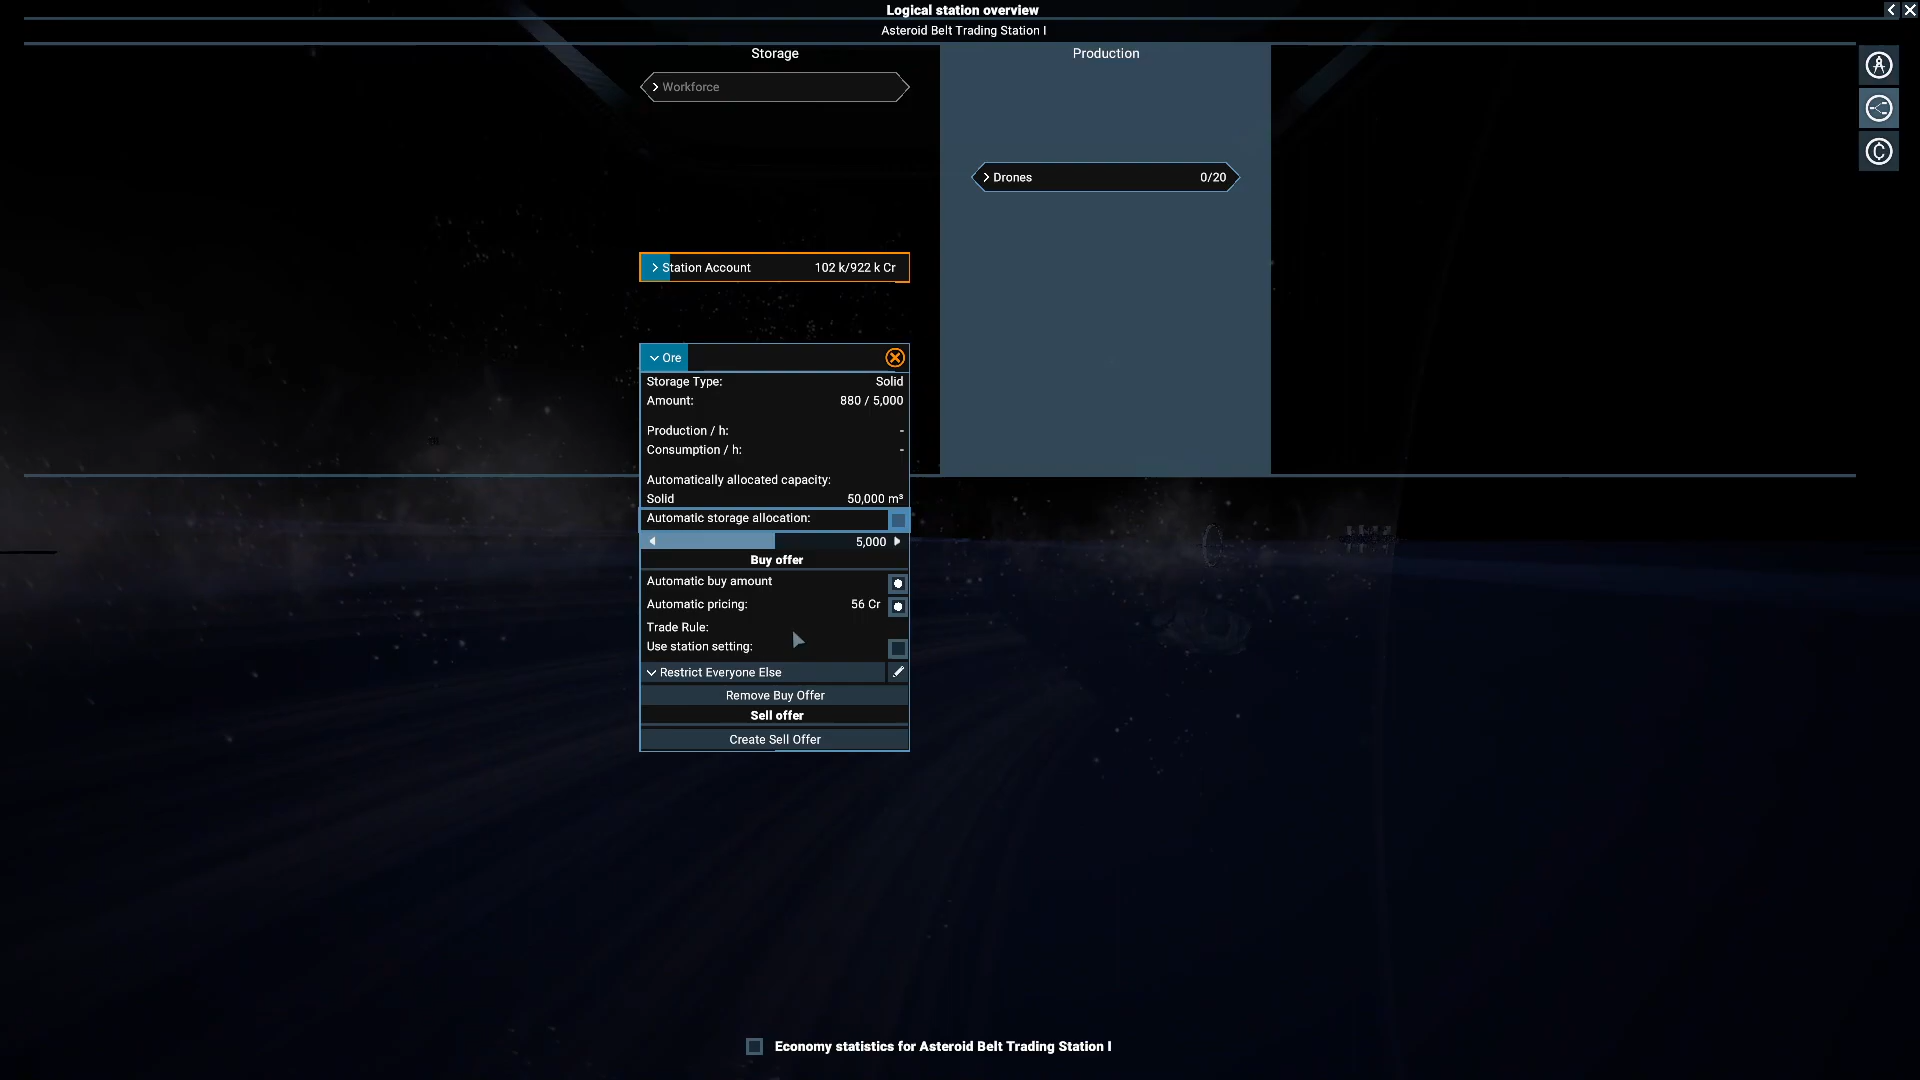 Logical station overview
Asteroid Belt Trading Station I
Storage
Production
Workforce
Drones 0/20
Station Account 102 k/922 k Cr
Ore
Storage Type: Solid
Amount: 880 / 5,000
Production / h: -
Consumption / h: -
Automatically allocated capacity:
Solid 50,000 m³
Automatic storage allocation:
5,000
Buy offer
Automatic buy amount
Automatic pricing: 56 Cr
Trade Rule:
Use station setting:
Restrict Everyone Else
Remove Buy Offer
Sell offer
Create Sell Offer
Economy statistics for Asteroid Belt Trading Station I